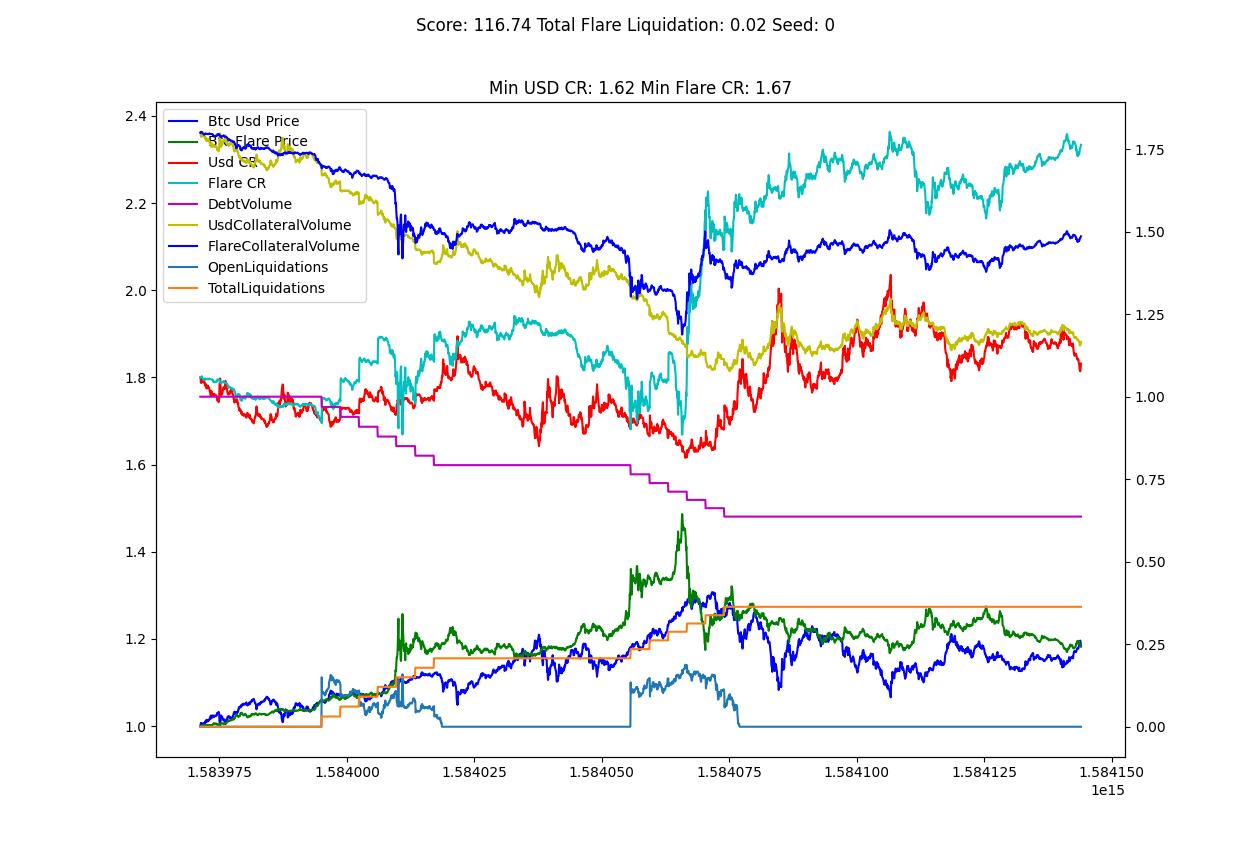 Score: 116.74 Total Flare Liquidation: 0.02 Seed: 0
Min USD CR: 1.62 Min Flare CR: 1.67
Btc Usd Price
Btc Flare Price
Usd CR
Flare CR
DebtVolume
UsdCollateralVolume
FlareCollateralVolume
OpenLiquidations
TotalLiquidations
2.4
2.2
2.0
1.8
1.6
1.4
1.2
1.0
1.75
1.50
1.25
1.00
0.75
0.50
0.25
0.00
1.583975 1.584000 1.584025 1.584050 1.584075 1.584100 1.584125 1.584150
1e15